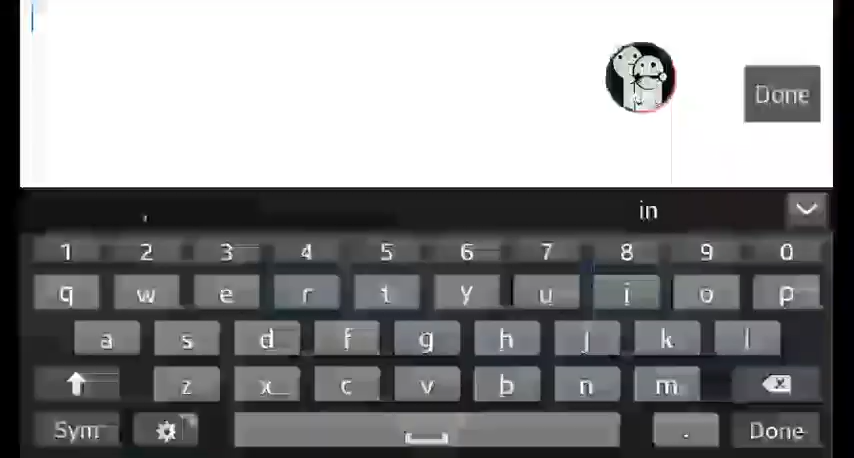 Done
, in
1 2 3 4 5 6 7 8 9 0
q w e r t y u i o p
a s d f g h j k l
z x c v b n m
Sym . Done